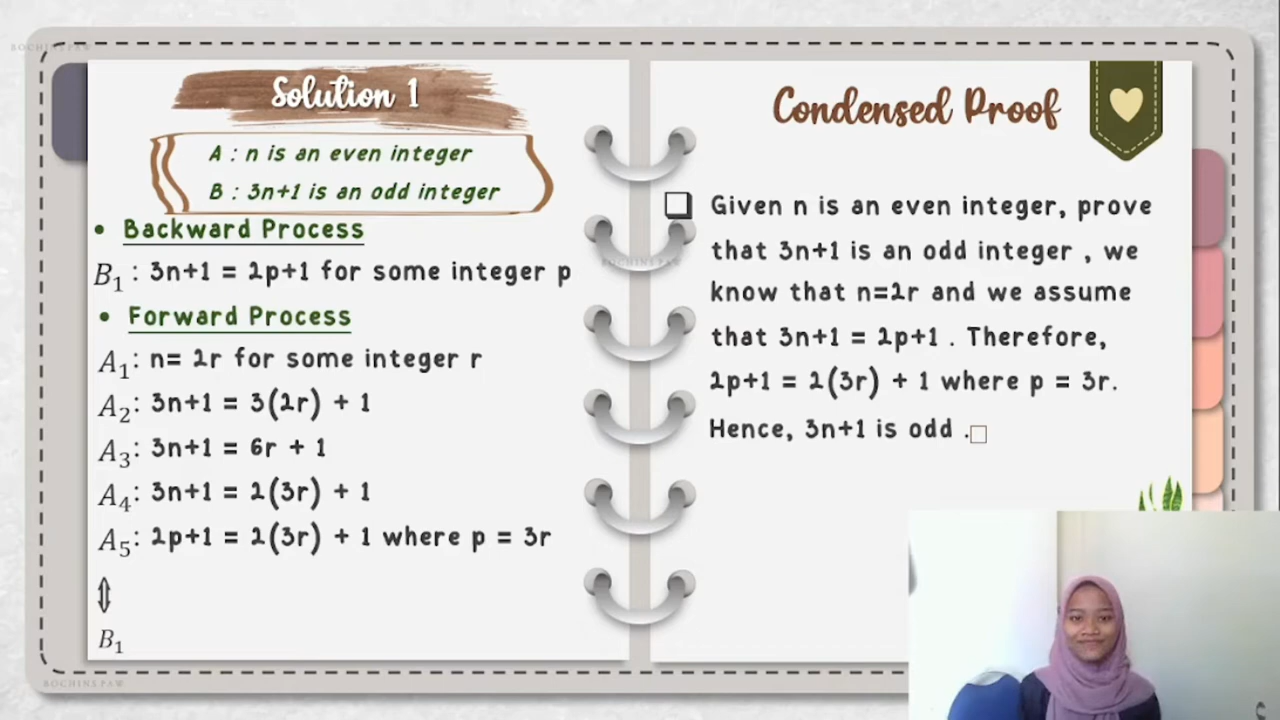 BOCHINXPAW
Solution 1
A : n is an even integer
B : 3n+1 is an odd integer
• Backward Process
B₁ : 3n+1 = 2p+1 for some integer p
• Forward Process
A₁: n= 2r for some integer r
A₂: 3n+1 = 3(2r) + 1
A₃: 3n+1 = 6r + 1
A₄: 3n+1 = 2(3r) + 1
A₅: 2p+1 = 2(3r) + 1 where p = 3r
⇕
B₁
Condensed Proof
❑ Given n is an even integer, prove
that 3n+1 is an odd integer , we
know that n=2r and we assume
that 3n+1 = 2p+1 . Therefore,
2p+1 = 2(3r) + 1 where p = 3r.
Hence, 3n+1 is odd .□
BOCHINXPAW
BOCHINXPAW